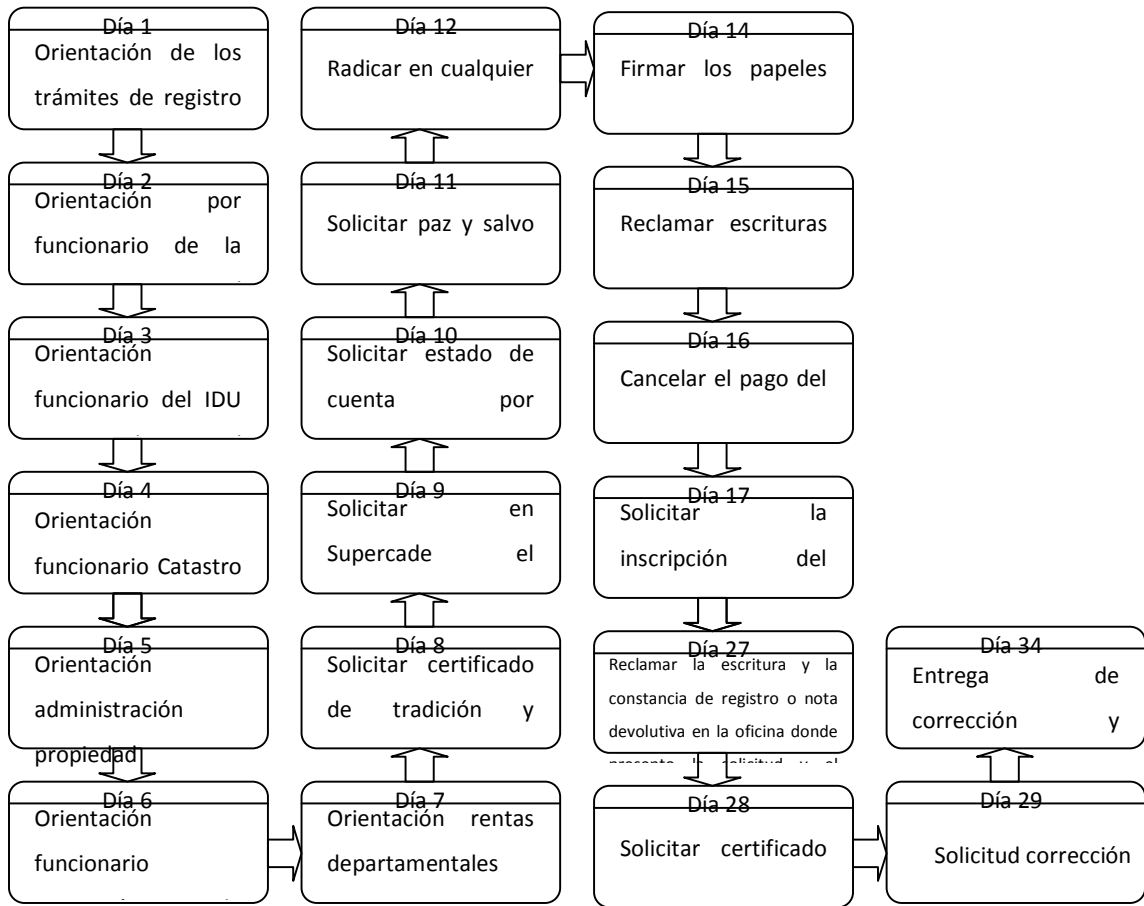 Día 1
Orientación de los
trámites de registro
Día 2
Orientación por
funcionario de la
Día 3
Orientación
funcionario del IDU
Día 4
Orientación
funcionario Catastro
Día 5
Orientación
administración
propiedad
Día 6
Orientación
funcionario
Día 7
Orientación rentas
departamentales
Día 8
Solicitar certificado
de tradición y
Día 9
Solicitar en
Supercade el
Día 10
Solicitar estado de
cuenta por
Día 11
Solicitar paz y salvo
Día 12
Radicar en cualquier
Día 14
Firmar los papeles
Día 15
Reclamar escrituras
Día 16
Cancelar el pago del
Día 17
Solicitar la
inscripción del
Día 27
Reclamar la escritura y la
constancia de registro o nota
devolutiva en la oficina donde
Día 28
Solicitar certificado
Día 29
Solicitud corrección
Día 34
Entrega de
corrección y